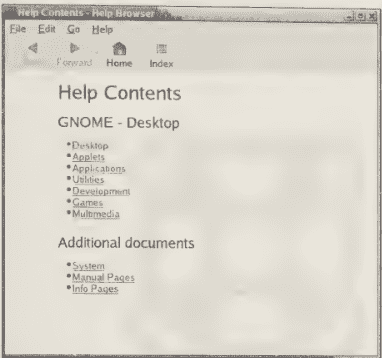 Help Contents - Help Browser
File Edit Go Help
Forward Home Index
Help Contents
GNOME - Desktop
•Desktop
•Applets
•Applications
•Utilities
•Development
•Games
•Multimedia
Additional documents
•System
•Manual Pages
•Info Pages